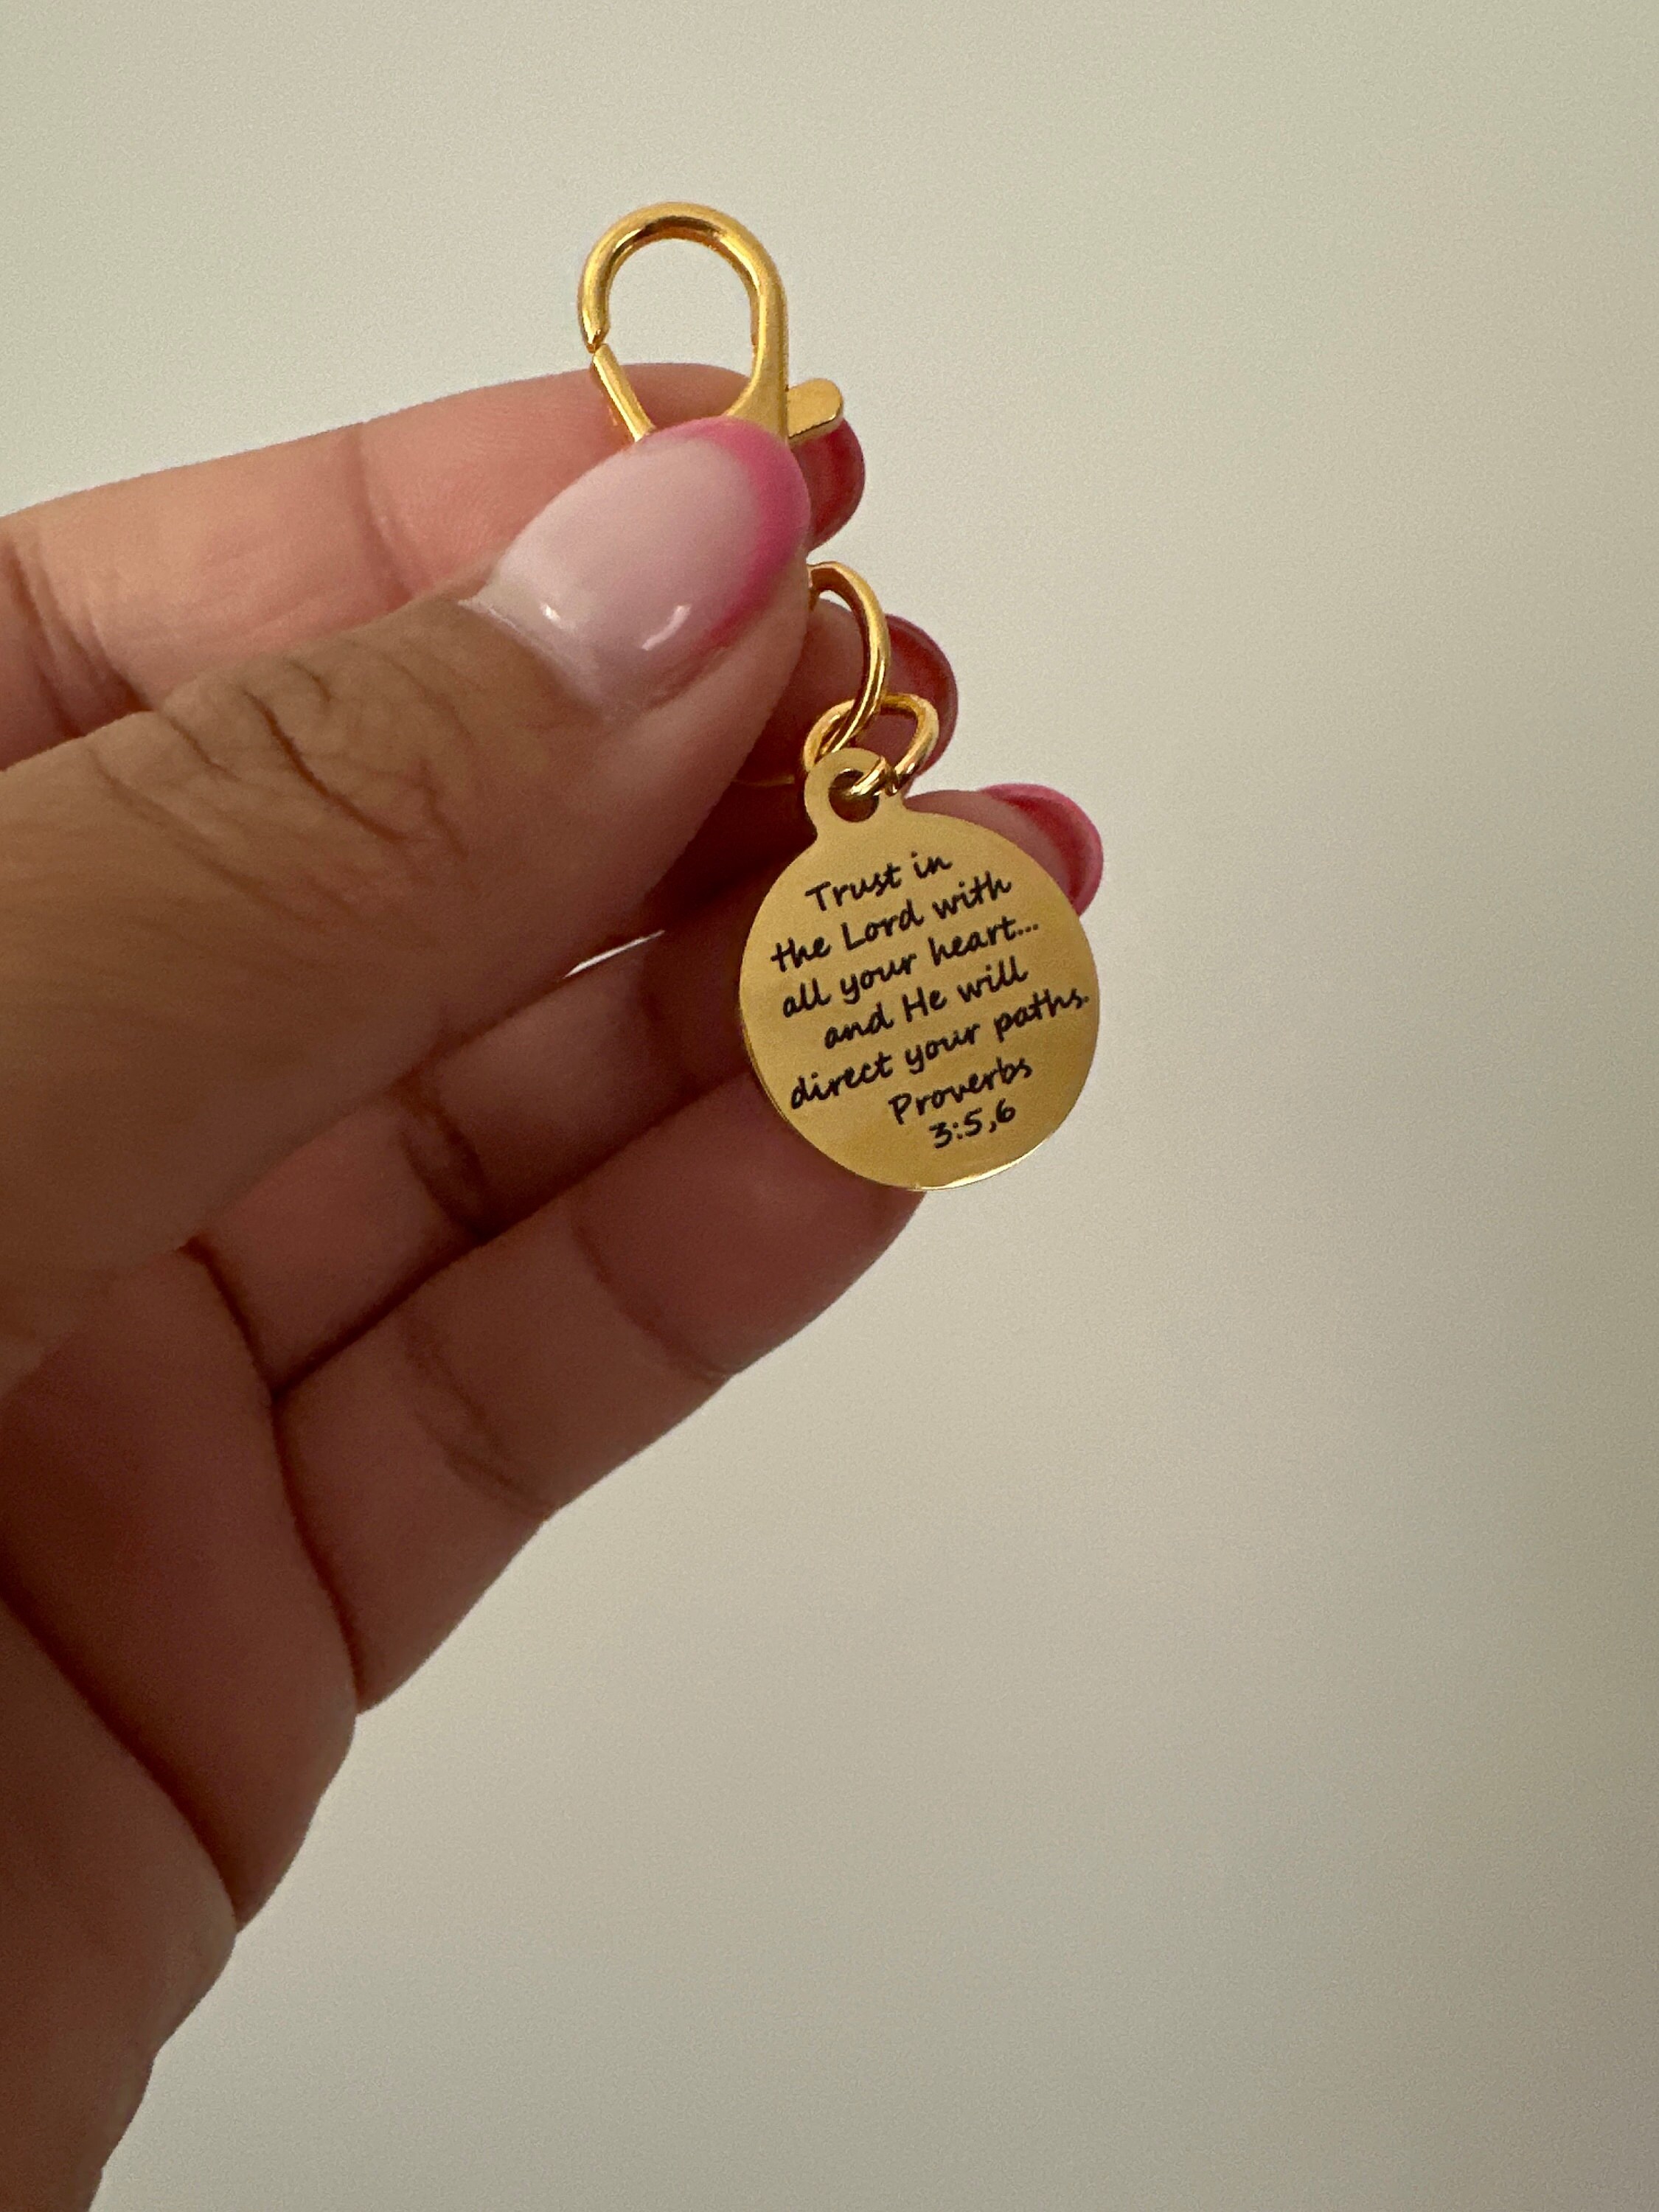 Trust in
the Lord with
all your heart...
and He will
direct your paths.
Proverbs
3:5,6